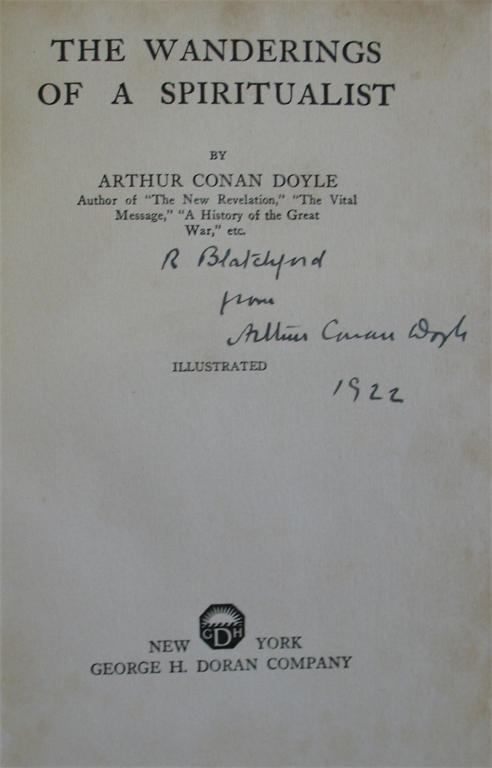 THE WANDERINGS
OF A SPIRITUALIST
BY
ARTHUR CONAN DOYLE
Author of "The New Revelation," "The Vital
Message," "A History of the Great
War," etc.
R Blatchford
from
Arthur Conan Doyle
ILLUSTRATED
1922
GDH
NEW YORK
GEORGE H. DORAN COMPANY